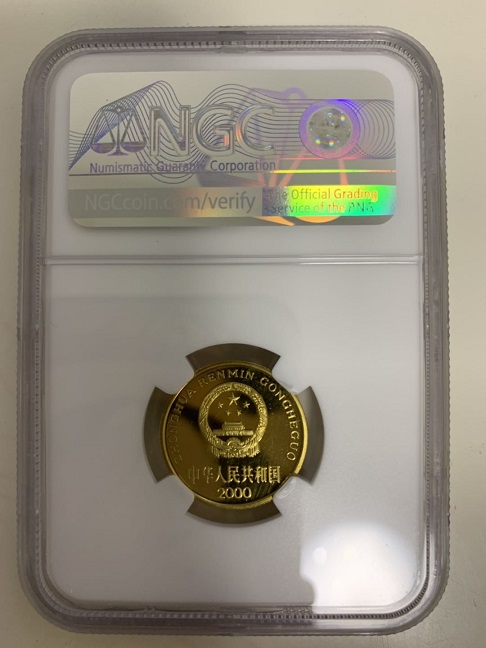 NGC
Numismatic Guaranty Corporation
NGCcoin.com/verify
The Official Grading
Service of the PNG
ZHONGHUA RENMIN GONGHEGUO
中华人民共和国
2000